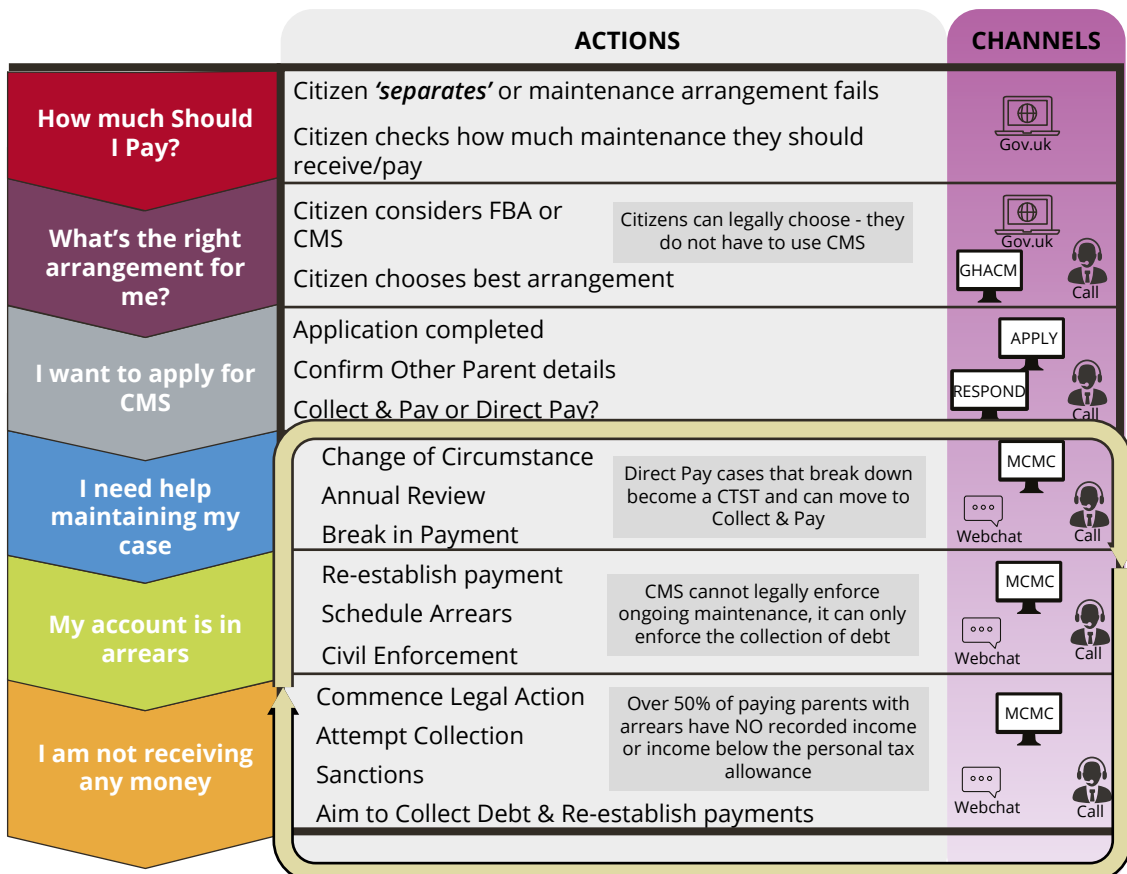 ACTIONS
CHANNELS
How much Should
I Pay?
Citizen 'separates' or maintenance arrangement fails
Citizen checks how much maintenance they should
receive/pay
Gov.uk
What's the right
arrangement for
me?
Citizen considers FBA or
CMS
Citizen chooses best arrangement
Citizens can legally choose - they
do not have to use CMS
Gov.uk
GHACM
Call
I want to apply for
CMS
Application completed
Confirm Other Parent details
Collect & Pay or Direct Pay?
APPLY
RESPOND
Call
I need help
maintaining my
case
Change of Circumstance
Annual Review
Break in Payment
Direct Pay cases that break down
become a CTST and can move to
Collect & Pay
MCMC
Webchat
Call
My account is in
arrears
Re-establish payment
Schedule Arrears
Civil Enforcement
CMS cannot legally enforce
ongoing maintenance, it can only
enforce the collection of debt
MCMC
Webchat
Call
I am not receiving
any money
Commence Legal Action
Attempt Collection
Sanctions
Aim to Collect Debt & Re-establish payments
Over 50% of paying parents with
arrears have NO recorded income
or income below the personal tax
allowance
MCMC
Webchat
Call